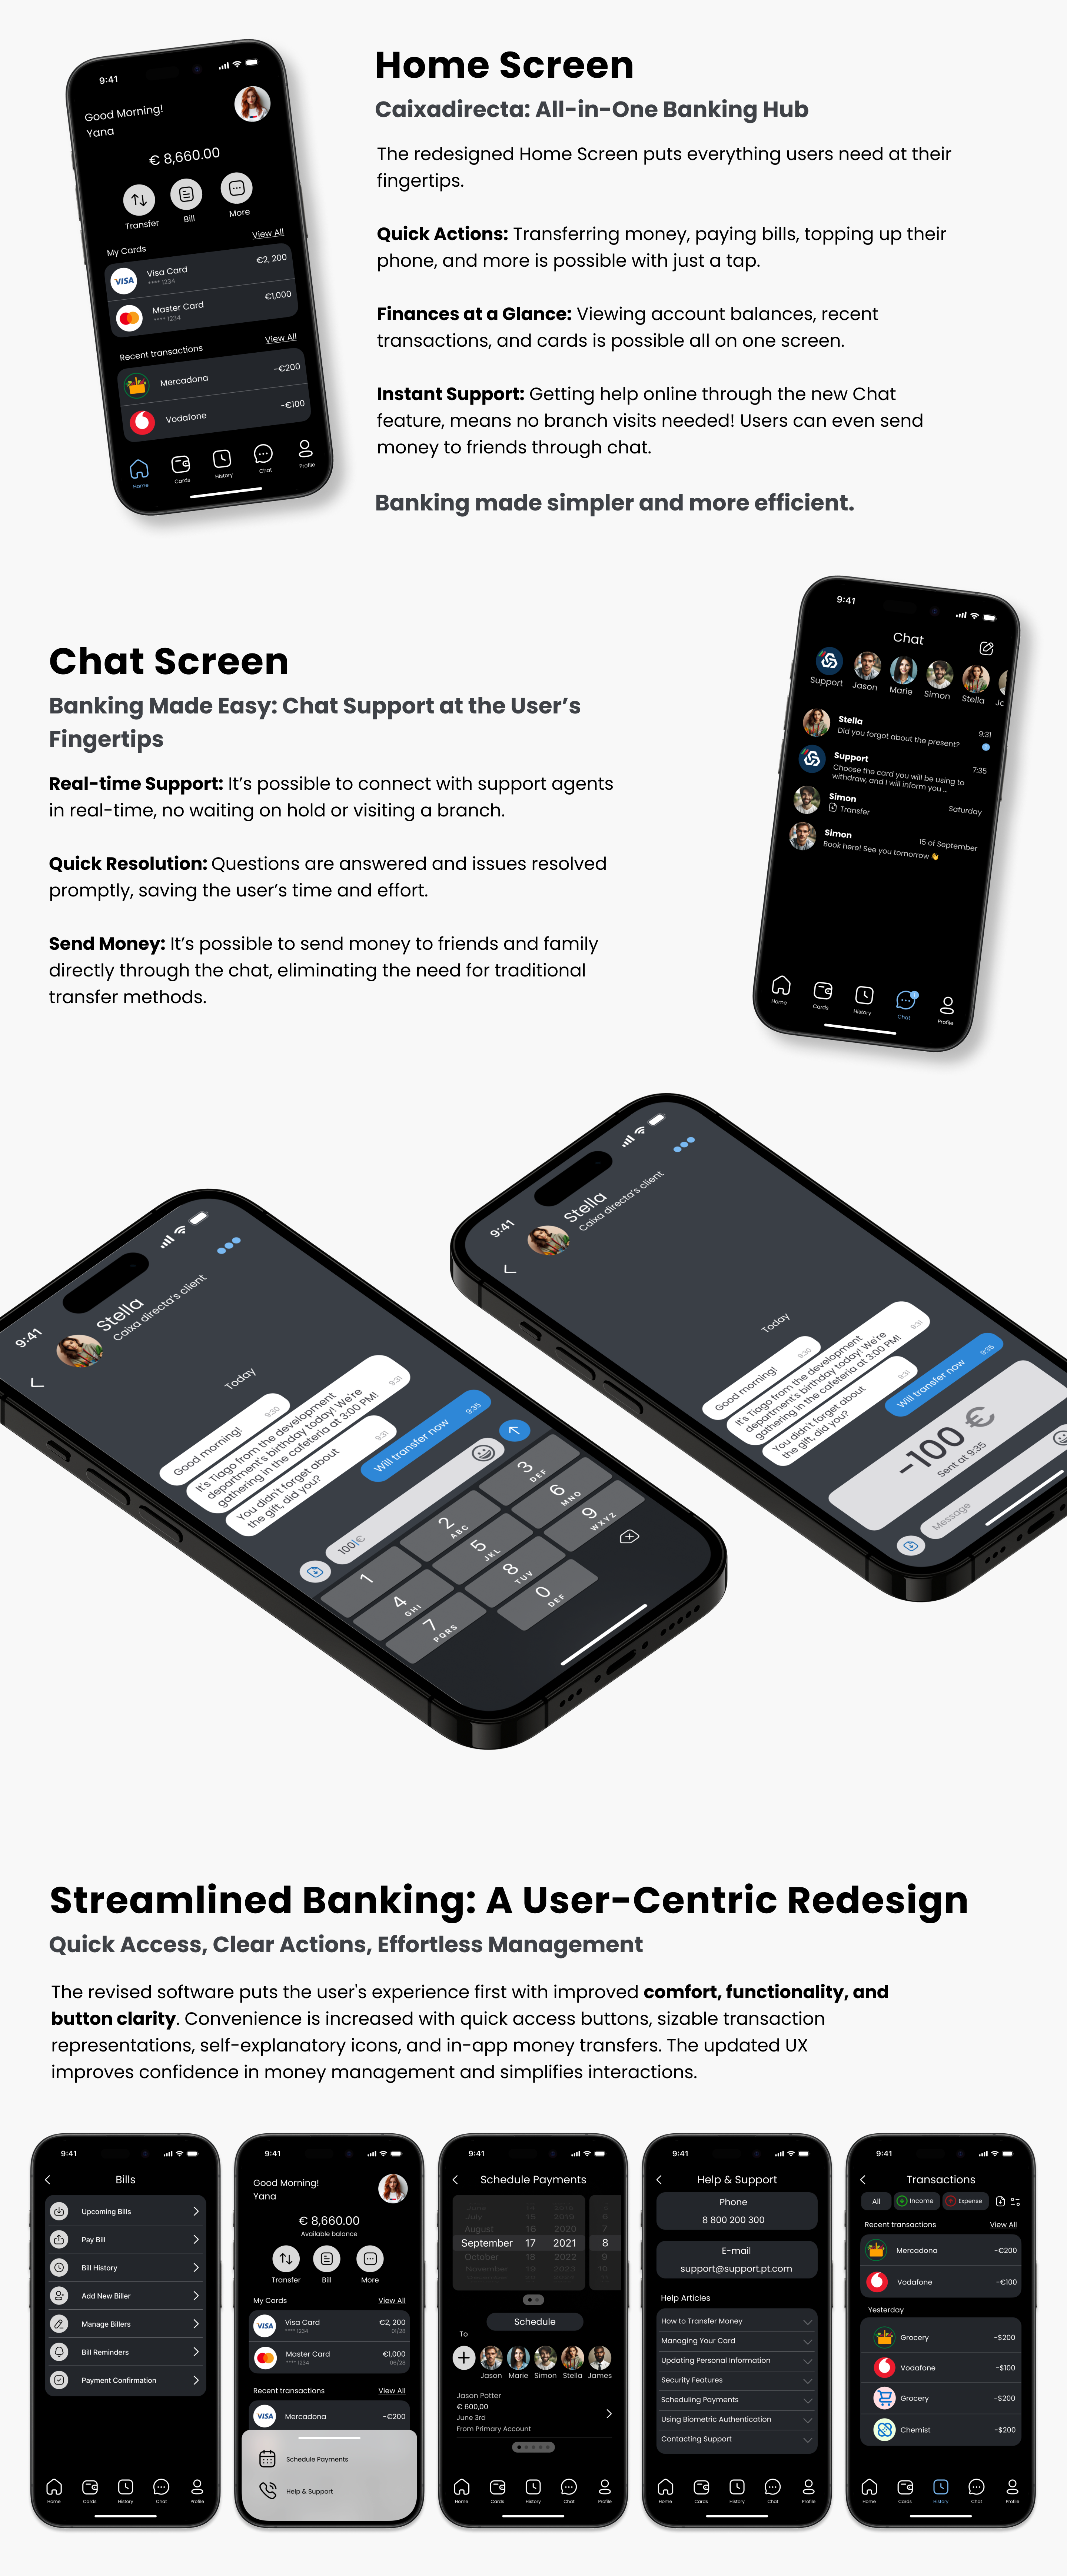 9:41
Good Morning!
Yana
€ 8,660.00
Transfer
Bill
More
My Cards
View All
VISA
Visa Card
**** 1234
€2, 200
Master Card
**** 1234
€1,000
Recent transactions
View All
Mercadona
-€200
Vodafone
-€100
Home
Cards
History
Chat
Profile
Home Screen
Caixadirecta: All-in-One Banking Hub
The redesigned Home Screen puts everything users need at their
fingertips.
Quick Actions: Transferring money, paying bills, topping up their
phone, and more is possible with just a tap.
Finances at a Glance: Viewing account balances, recent
transactions, and cards is possible all on one screen.
Instant Support: Getting help online through the new Chat
feature, means no branch visits needed! Users can even send
money to friends through chat.
Banking made simpler and more efficient.
Chat Screen
Banking Made Easy: Chat Support at the User’s
Fingertips
Real-time Support: It’s possible to connect with support agents
in real-time, no waiting on hold or visiting a branch.
Quick Resolution: Questions are answered and issues resolved
promptly, saving the user’s time and effort.
Send Money: It’s possible to send money to friends and family
directly through the chat, eliminating the need for traditional
transfer methods.
9:41
Chat
Support
Jason
Marie
Simon
Stella
Jc
Stella
Did you forgot about the present?
9:31
Support
Choose the card you will be using to
withdraw, and I will inform you ...
7:35
Simon
Transfer
Saturday
Simon
Book here! See you tomorrow 👋
15 of September
Home
Cards
History
Chat
Profile
9:41
Stella
Caixa directa's client
Today
Good morning!
9:30
It's Tiago from the development
department's birthday today! We're
gathering in the cafeteria at 3:00 PM!
9:31
You didn't forget about
the gift, did you?
9:31
Will transfer now
9:35
100 €
1
2
ABC
3
DEF
4
GHI
5
JKL
6
MNO
7
PQRS
8
TUV
9
WXYZ
0
DEF
9:41
Stella
Caixa directa's client
Today
Good morning!
9:30
It's Tiago from the development
department's birthday today! We're
gathering in the cafeteria at 3:00 PM!
9:31
You didn't forget about
the gift, did you?
9:31
Will transfer now
9:35
-100 €
Sent at 9:35
Message
Streamlined Banking: A User-Centric Redesign
Quick Access, Clear Actions, Effortless Management
The revised software puts the user's experience first with improved comfort, functionality, and
button clarity. Convenience is increased with quick access buttons, sizable transaction
representations, self-explanatory icons, and in-app money transfers. The updated UX
improves confidence in money management and simplifies interactions.
9:41
Bills
Upcoming Bills
Pay Bill
Bill History
Add New Biller
Manage Billers
Bill Reminders
Payment Confirmation
Home
Cards
History
Chat
Profile
9:41
Good Morning!
Yana
€ 8,660.00
Available balance
Transfer
Bill
More
My Cards
View All
VISA
Visa Card
**** 1234
€2, 200
01/26
Master Card
**** 1234
€1,000
Recent transactions
View All
VISA
Mercadona
-€200
Schedule Payments
Help & Support
9:41
Schedule Payments
July 15 2019 6
August 16 2020 7
September 17 2021 8
October 18 2022 9
November 19 2023 10
Schedule
To
Jason
Marie
Simon
Stella
James
Jason Potter
€ 600,00
June 3rd
From Primary Account
Home
Cards
History
Chat
Profile
9:41
Help & Support
Phone
8 800 200 300
E-mail
support@support.pt.com
Help Articles
How to Transfer Money
Managing Your Card
Updating Personal Information
Security Features
Scheduling Payments
Using Biometric Authentication
Contacting Support
Home
Cards
History
Chat
Profile
9:41
Transactions
All
Income
Expense
Recent transactions
View All
Mercadona
-€200
Vodafone
-€100
Yesterday
Grocery
-$200
Vodafone
-$100
Grocery
-$200
Chemist
-$200
Home
Cards
History
Chat
Profile